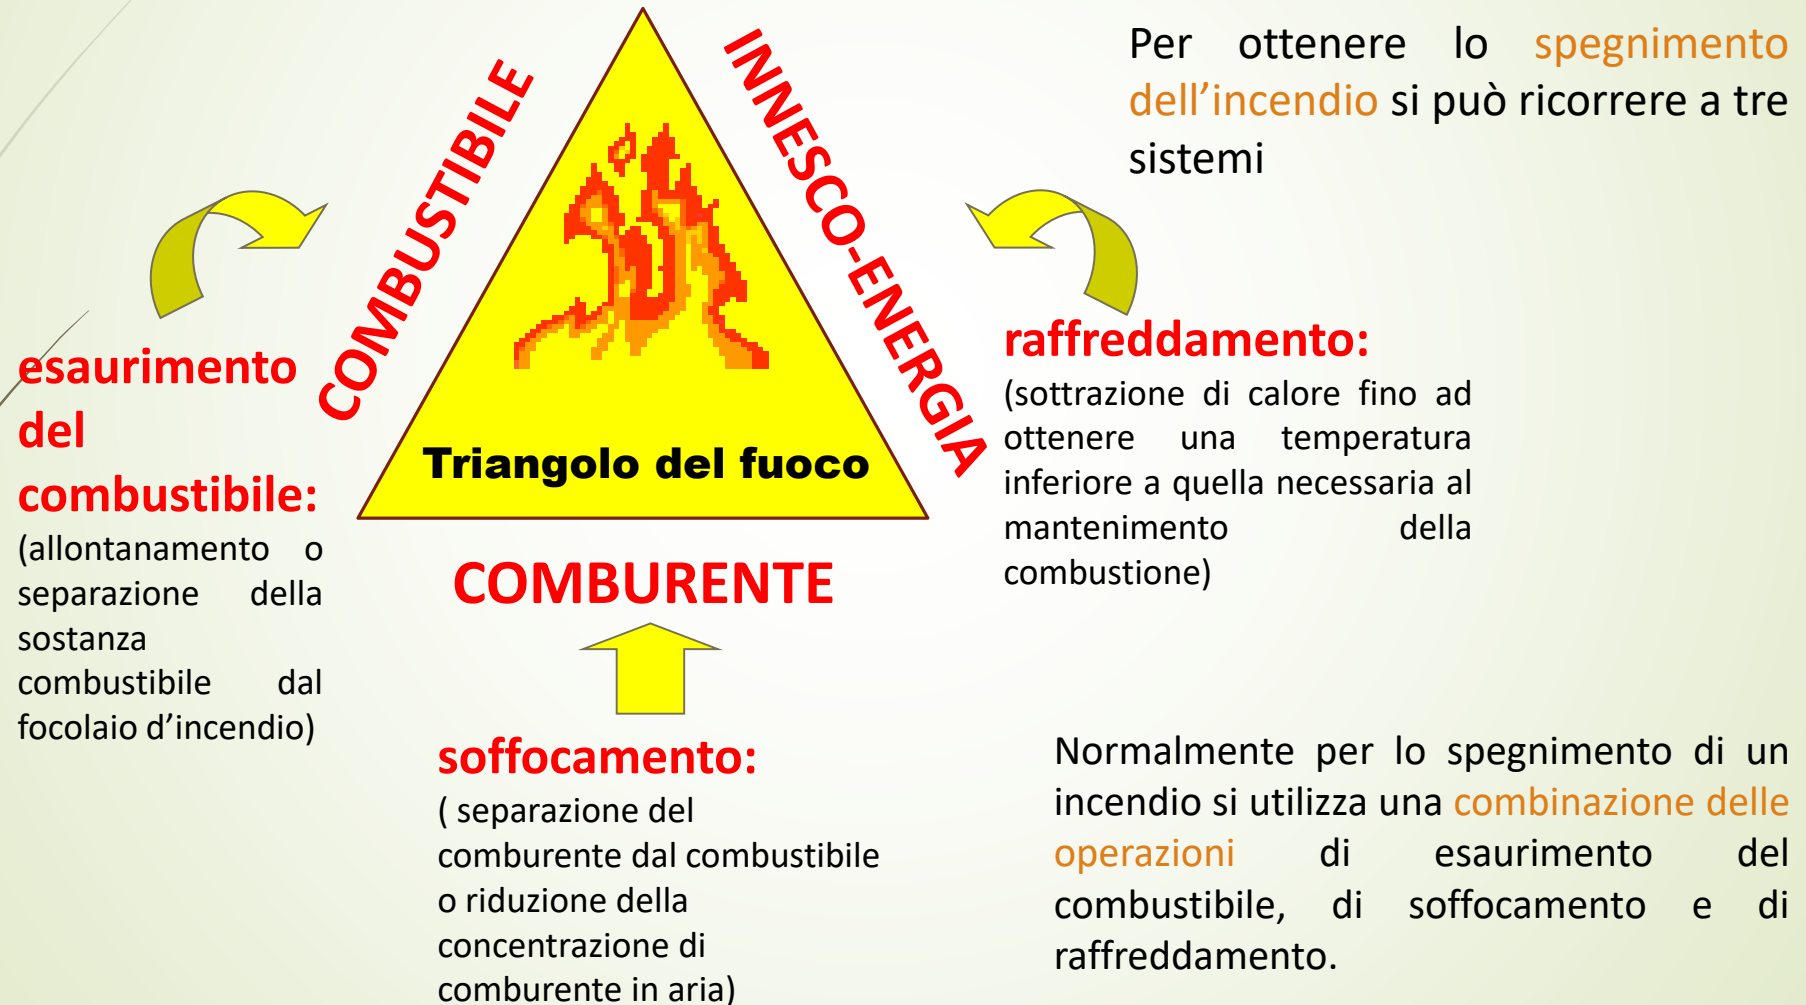 Per ottenere lo spegnimento
dell’incendio si può ricorrere a tre
sistemi
COMBUSTIBILE
INNESCO-ENERGIA
Triangolo del fuoco
COMBURENTE
esaurimento
del
combustibile:
(allontanamento o
separazione della
sostanza
combustibile dal
focolaio d’incendio)
raffreddamento:
(sottrazione di calore fino ad
ottenere una temperatura
inferiore a quella necessaria al
mantenimento della
combustione)
soffocamento:
( separazione del
comburente dal combustibile
o riduzione della
concentrazione di
comburente in aria)
Normalmente per lo spegnimento di un
incendio si utilizza una combinazione delle
operazioni di esaurimento del
combustibile, di soffocamento e di
raffreddamento.